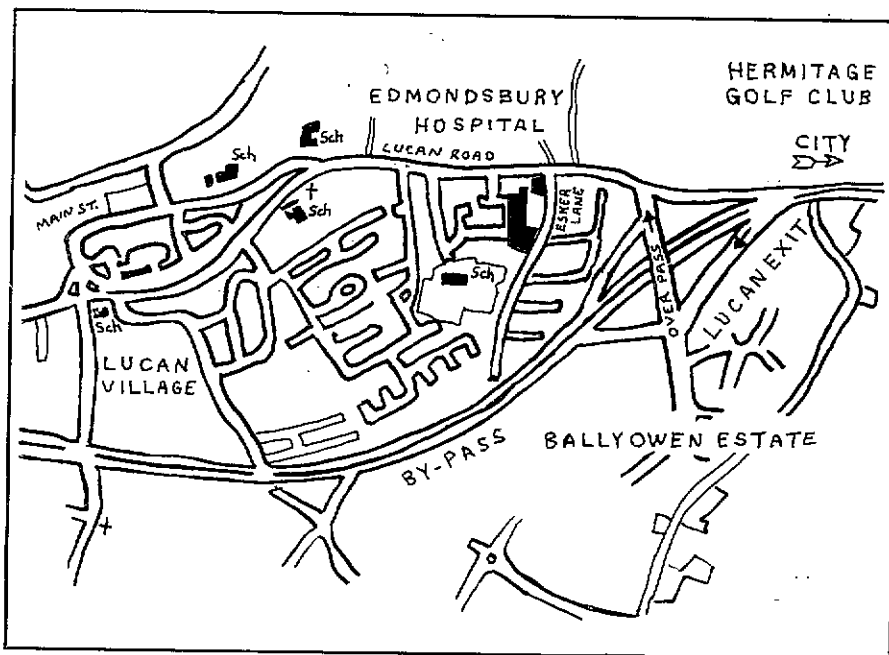 HERMITAGE
GOLF CLUB
EDMONDSBURY
HOSPITAL
CITY
Sch
Sch
LUCAN ROAD
MAIN ST.
Sch
ESKER
LANE
Sch
OVER PASS
LUCAN EXIT
Sch
LUCAN
VILLAGE
BY-PASS
BALLYOWEN ESTATE